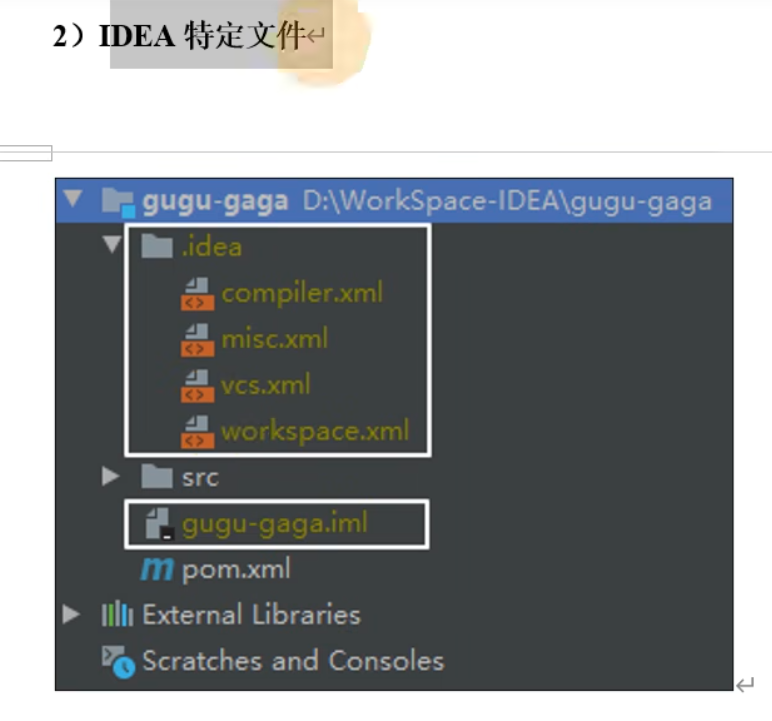 2）IDEA 特定文件↵
gugu-gaga D:\WorkSpace-IDEA\gugu-gaga
.idea
compiler.xml
misc.xml
vcs.xml
workspace.xml
src
gugu-gaga.iml
pom.xml
External Libraries
Scratches and Consoles